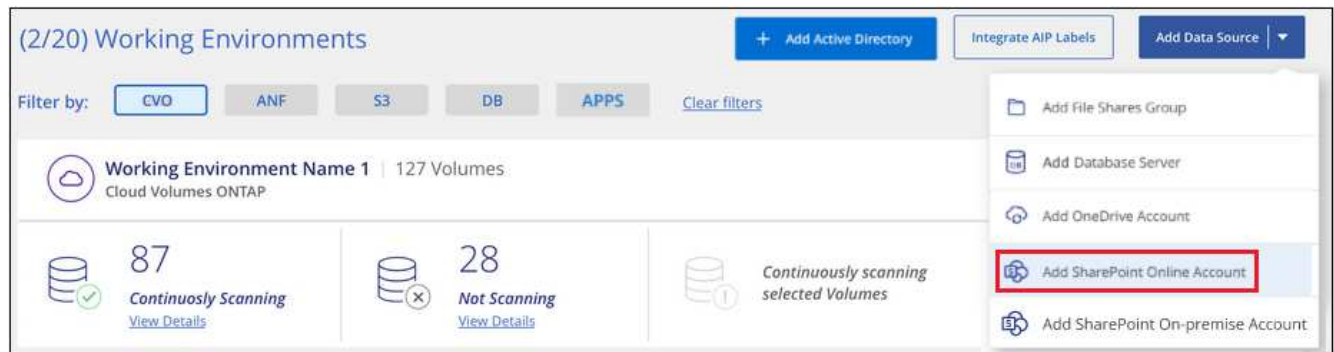 (2/20) Working Environments
+ Add Active Directory
Integrate AIP Labels
Add Data Source
Filter by:
CVO
ANF
S3
DB
APPS
Clear filters
Add File Shares Group
Working Environment Name 1 | 127 Volumes
Cloud Volumes ONTAP
Add Database Server
Add OneDrive Account
87
Continuosly Scanning
View Details
28
Not Scanning
View Details
Continuously scanning
selected Volumes
Add SharePoint Online Account
Add SharePoint On-premise Account